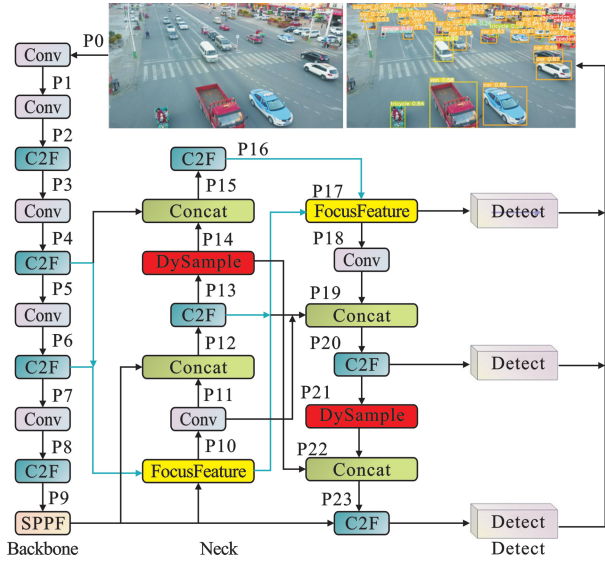 P0
Conv
P1
Conv
P2
C2F
P3
Conv
P4
C2F
P5
Conv
P6
C2F
P7
Conv
P8
C2F
P9
SPPF
Backbone
C2F
P16
P15
Concat
P14
DySample
P13
C2F
P12
Concat
P11
Conv
P10
FocusFeature
Neck
P17
FocusFeature
P18
Conv
P19
Concat
P20
C2F
P21
DySample
P22
Concat
P23
C2F
Detect
Detect
Detect
Detect